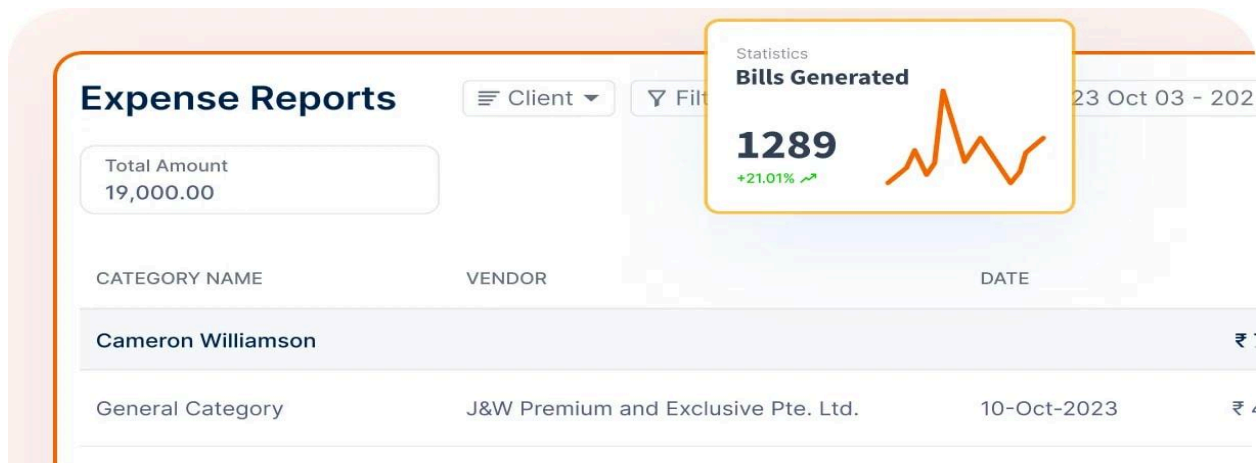 Expense Reports
Client
Statistics
Bills Generated
1289
+21.01%
23 Oct 03 - 202
Total Amount
19,000.00
CATEGORY NAME VENDOR DATE
Cameron Williamson ₹
General Category J&W Premium and Exclusive Pte. Ltd. 10-Oct-2023 ₹ 4